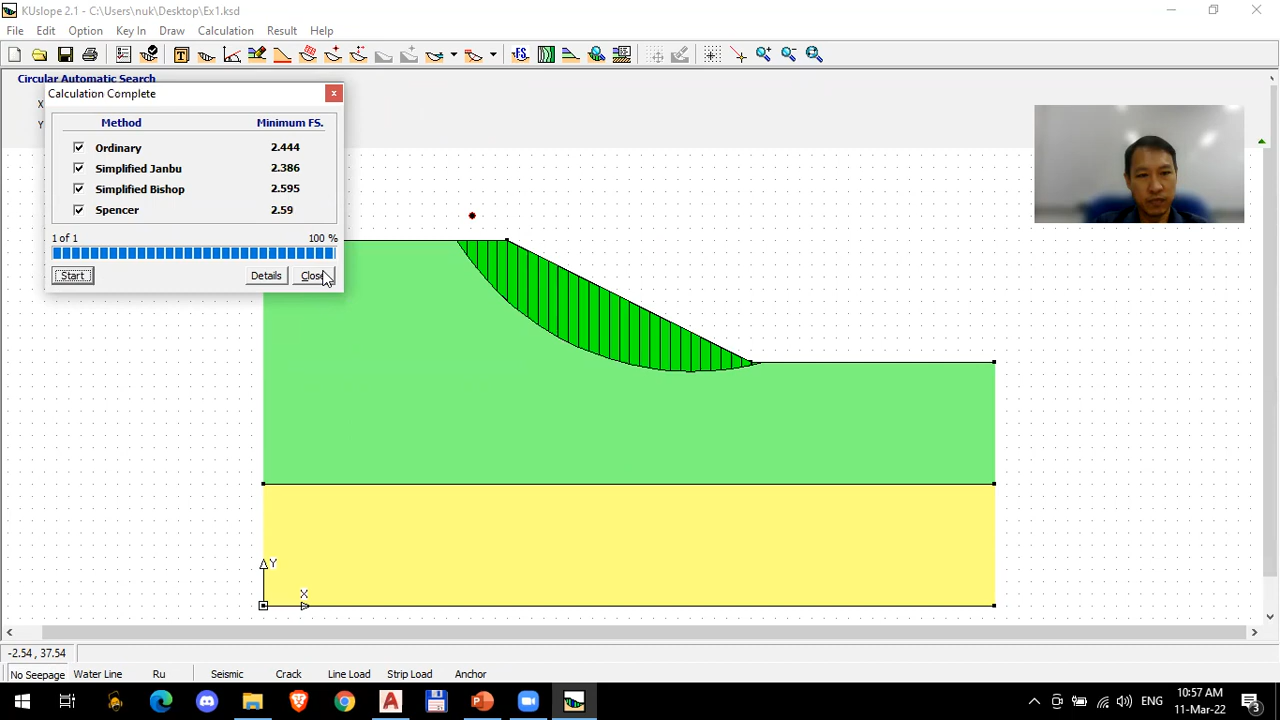 KUslope 2.1 - C:\Users\nuk\Desktop\Ex1.ksd
File Edit Option Key In Draw Calculation Result Help
T FS.
Circular Automatic Search
X
Y
Calculation Complete
Method Minimum FS.
Ordinary 2.444
Simplified Janbu 2.386
Simplified Bishop 2.595
Spencer 2.59
1 of 1 100 %
Start Details Close
Y
X
-2.54 , 37.54
No Seepage Water Line Ru Seismic Crack Line Load Strip Load Anchor
ENG
10:57 AM
11-Mar-22
3